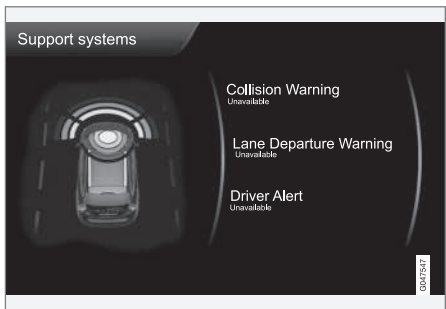 Support systems
Collision Warning
Unavailable
Lane Departure Warning
Unavailable
Driver Alert
Unavailable
G047547